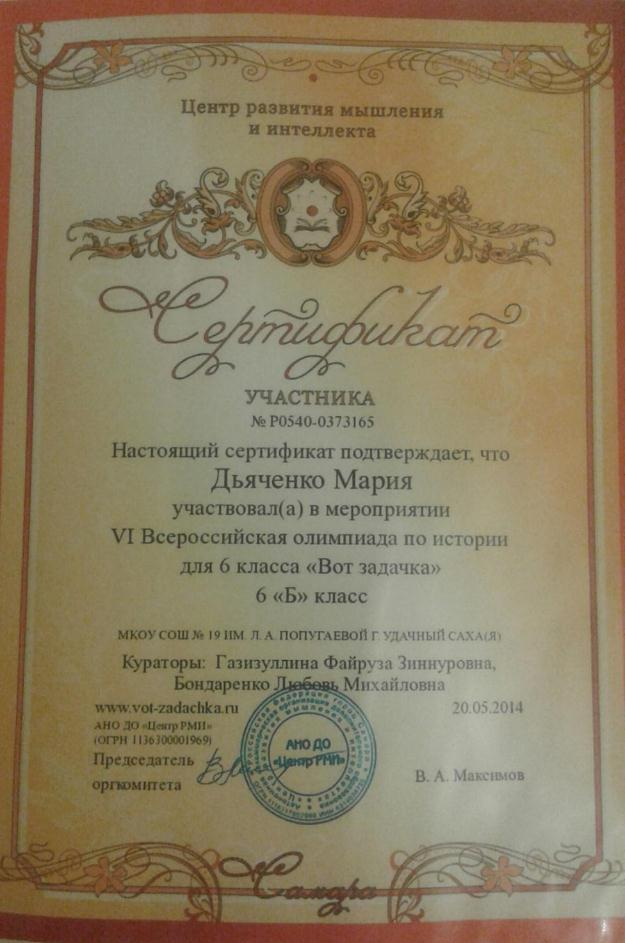 Центр развития мышления
и интеллекта
Сертификат
УЧАСТНИКА
№ Р0540-0373165
Настоящий сертификат подтверждает, что
Дьяченко Мария
участвовал(а) в мероприятии
VI Всероссийская олимпиада по истории
для 6 класса «Вот задачка»
6 «Б» класс
МКОУ СОШ № 19 ИМ. Л. А. ПОПУГАЕВОЙ Г. УДАЧНЫЙ САХА(Я)
Кураторы: Газизуллина Файруза Зиннуровна,
Бондаренко Любовь Михайловна
www.vot-zadachka.ru 20.05.2014
АНО ДО «Центр РМИ»
(ОГРН 1136300001969)
Председатель
оргкомитета В. А. Максимов
АНО ДО
«Центр РМИ»
Самара